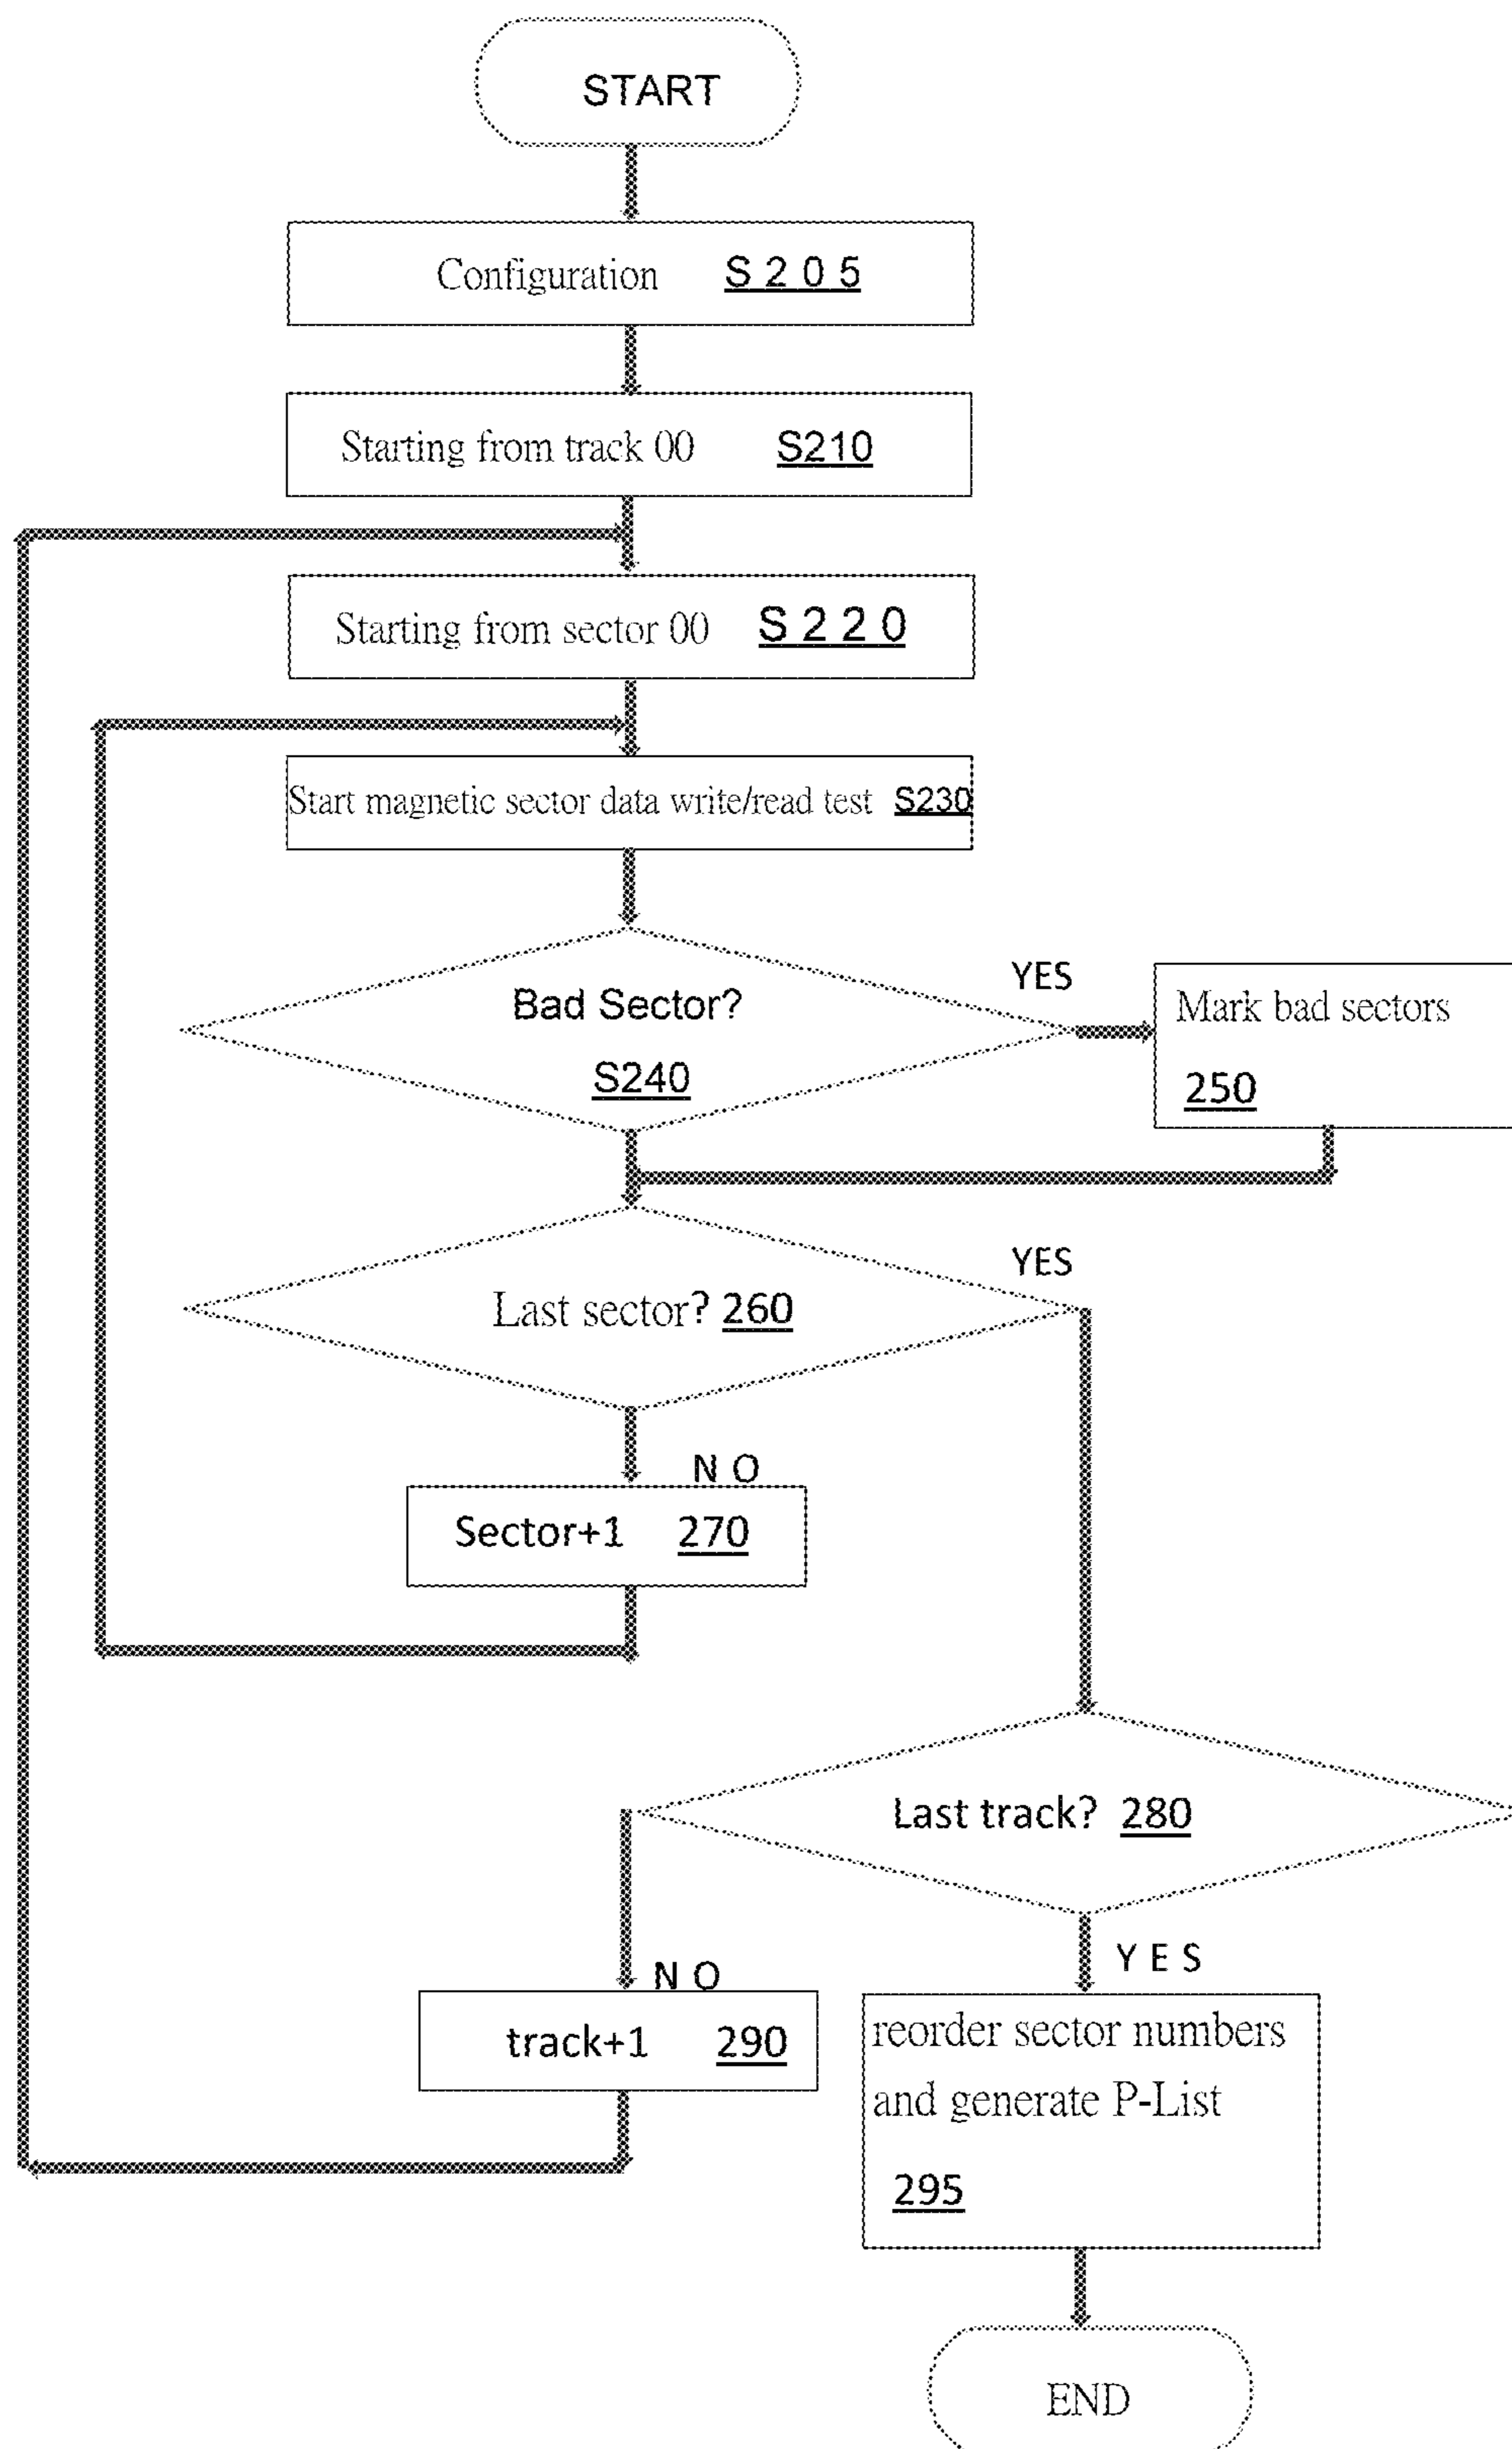 START
Configuration S 2 0 5
Starting from track 00 S210
Starting from sector 00 S 2 2 0
Start magnetic sector data write/read test S230
Bad Sector?
S240
YES
Mark bad sectors
250
YES
Last sector? 260
N O
Sector+1 270
Last track? 280
N O
Y E S
track+1 290
reorder sector numbers
and generate P-List
295
END